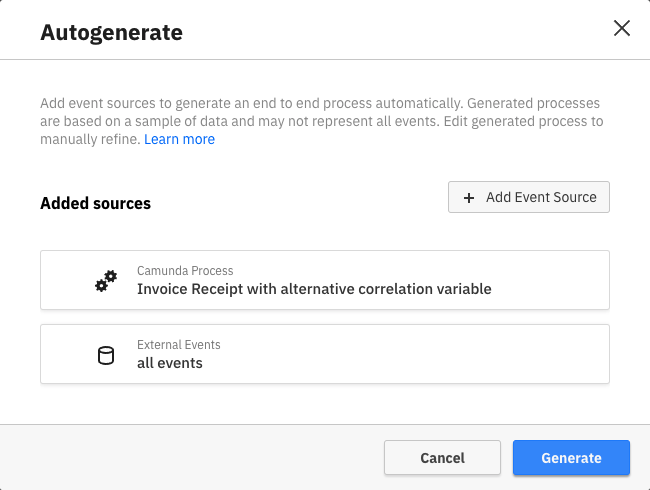 Autogenerate
Add event sources to generate an end to end process automatically. Generated processes
are based on a sample of data and may not represent all events. Edit generated process to
manually refine. Learn more
Added sources
+ Add Event Source
Camunda Process
Invoice Receipt with alternative correlation variable
External Events
all events
Cancel
Generate